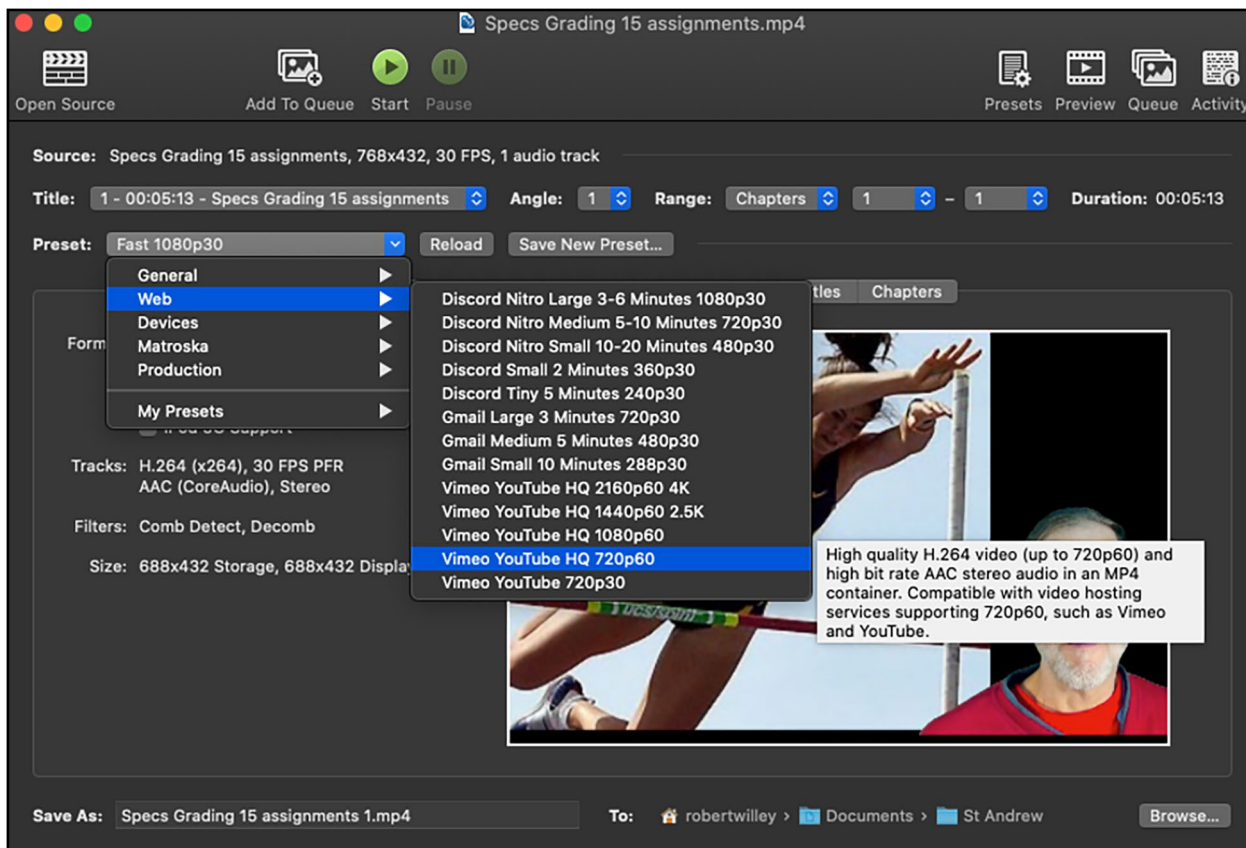 Specs Grading 15 assignments.mp4
Open Source
Add To Queue
Start
Pause
Presets
Preview
Queue
Activity
Source: Specs Grading 15 assignments, 768x432, 30 FPS, 1 audio track
Title: 1 - 00:05:13 - Specs Grading 15 assignments Angle: 1 Range: Chapters 1 – 1 Duration: 00:05:13
Preset: Fast 1080p30 Reload Save New Preset...
General
Web
Devices
Matroska
Production
My Presets
Discord Nitro Large 3-6 Minutes 1080p30
Discord Nitro Medium 5-10 Minutes 720p30
Discord Nitro Small 10-20 Minutes 480p30
Discord Small 2 Minutes 360p30
Discord Tiny 5 Minutes 240p30
Gmail Large 3 Minutes 720p30
Gmail Medium 5 Minutes 480p30
Gmail Small 10 Minutes 288p30
Vimeo YouTube HQ 2160p60 4K
Vimeo YouTube HQ 1440p60 2.5K
Vimeo YouTube HQ 1080p60
Vimeo YouTube HQ 720p60
Vimeo YouTube 720p30
High quality H.264 video (up to 720p60) and
high bit rate AAC stereo audio in an MP4
container. Compatible with video hosting
services supporting 720p60, such as Vimeo
and YouTube.
tles
Chapters
Form
Tracks: H.264 (x264), 30 FPS PFR
AAC (CoreAudio), Stereo
Filters: Comb Detect, Decomb
Size: 688x432 Storage, 688x432 Display
Save As: Specs Grading 15 assignments 1.mp4 To: robertwilley › Documents › St Andrew Browse...